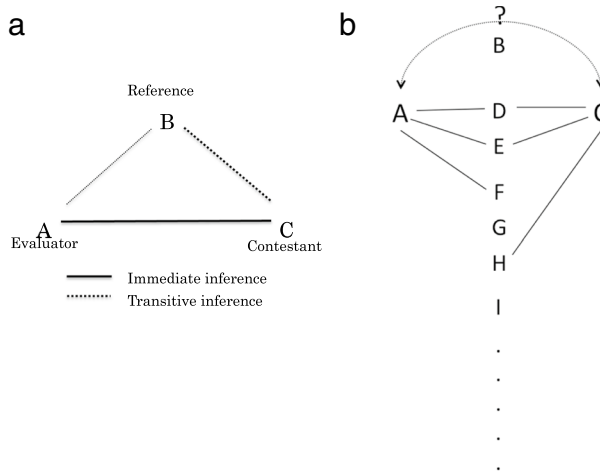 a
Reference
B
A
Evaluator
C
Contestant
Immediate inference
Transitive inference
b
?
B
A
D
C
E
F
G
H
I